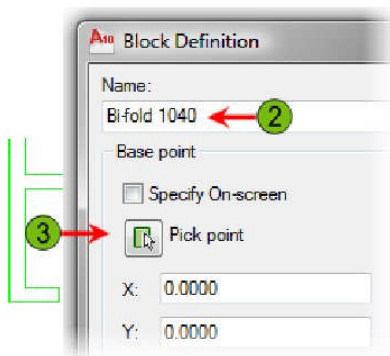 A10 Block Definition
Name:
Bi-fold 1040 2
Base point
Specify On-screen
3 Pick point
X: 0.0000
Y: 0.0000